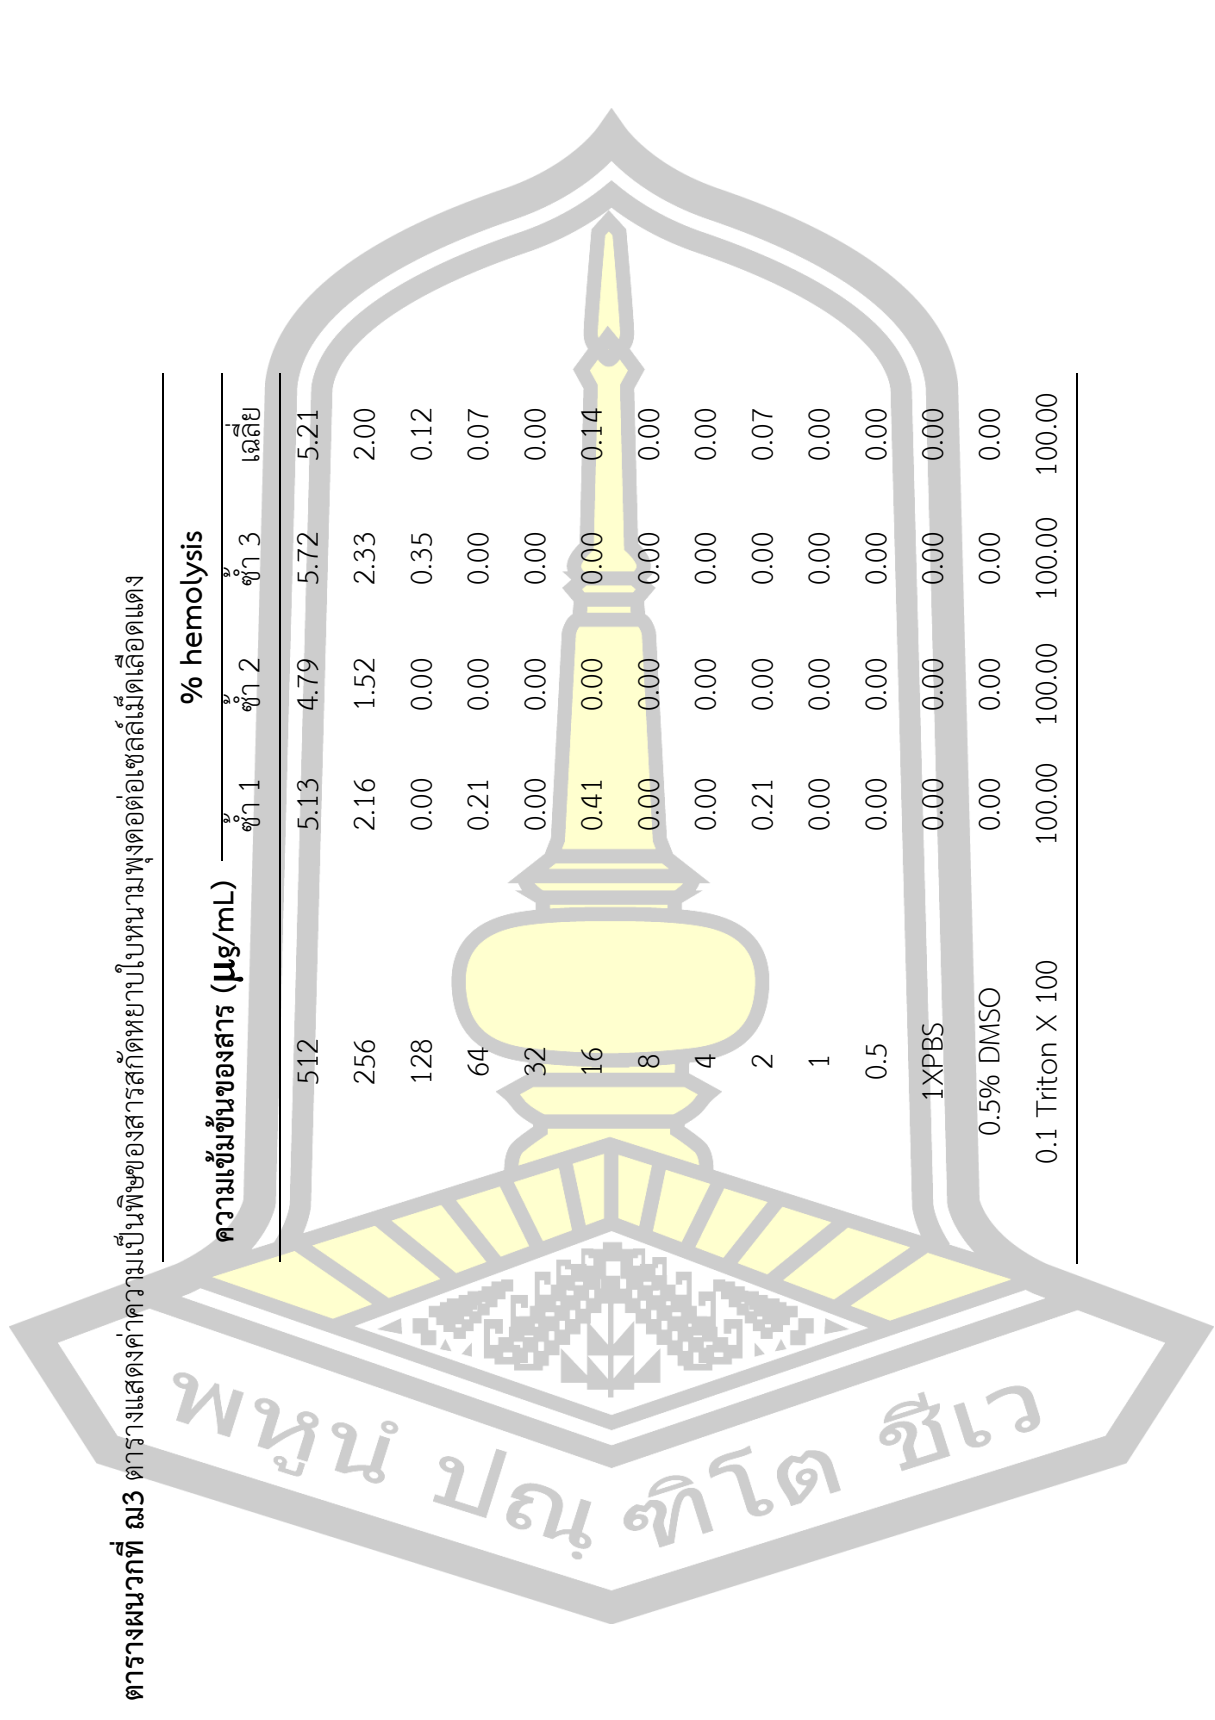 ตารางผนวกที่ ฌ3 ตารางแสดงค่าความเป็นพิษของสารสกัดหยาบใบหนามพุงดอต่อเซลล์เม็ดเลือดแดง
% hemolysis
ความเข้มข้นของสาร (µg/mL)
ซ้ำ 1 ซ้ำ 2 ซ้ำ 3 เฉลี่ย
512 5.13 4.79 5.72 5.21
256 2.16 1.52 2.33 2.00
128 0.00 0.00 0.35 0.12
64 0.21 0.00 0.00 0.07
32 0.00 0.00 0.00 0.00
16 0.41 0.00 0.00 0.14
8 0.00 0.00 0.00 0.00
4 0.00 0.00 0.00 0.00
2 0.21 0.00 0.00 0.07
1 0.00 0.00 0.00 0.00
0.5 0.00 0.00 0.00 0.00
1XPBS 0.00 0.00 0.00 0.00
0.5% DMSO 0.00 0.00 0.00 0.00
0.1 Triton X 100 100.00 100.00 100.00 100.00
พหูนํ ปณฺฑิโต ชีเว